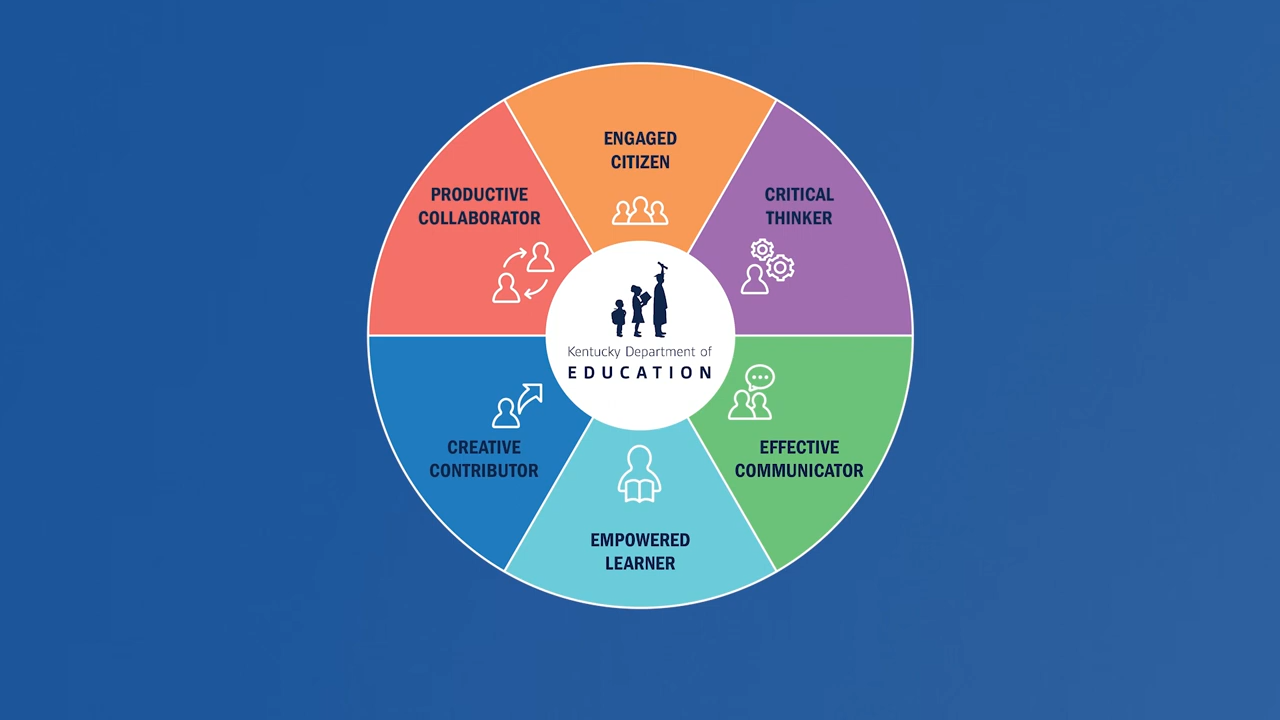 ENGAGED
CITIZEN
CRITICAL
THINKER
EFFECTIVE
COMMUNICATOR
EMPOWERED
LEARNER
CREATIVE
CONTRIBUTOR
PRODUCTIVE
COLLABORATOR
Kentucky Department of
EDUCATION